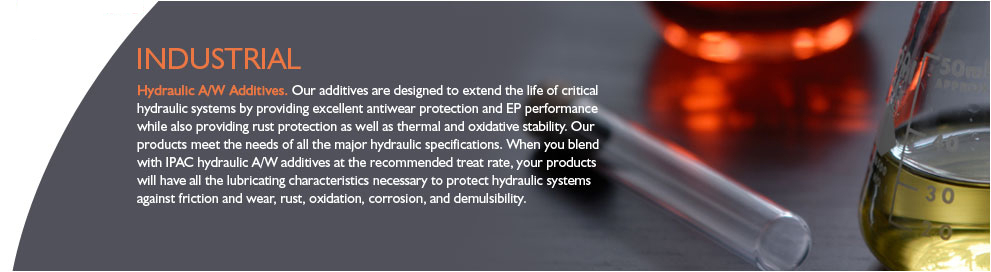 INDUSTRIAL
Hydraulic A/W Additives. Our additives are designed to extend the life of critical
hydraulic systems by providing excellent antiwear protection and EP performance
while also providing rust protection as well as thermal and oxidative stability. Our
products meet the needs of all the major hydraulic specifications. When you blend
with IPAC hydraulic A/W additives at the recommended treat rate, your products
will have all the lubricating characteristics necessary to protect hydraulic systems
against friction and wear, rust, oxidation, corrosion, and demulsibility.
50ml
30
20